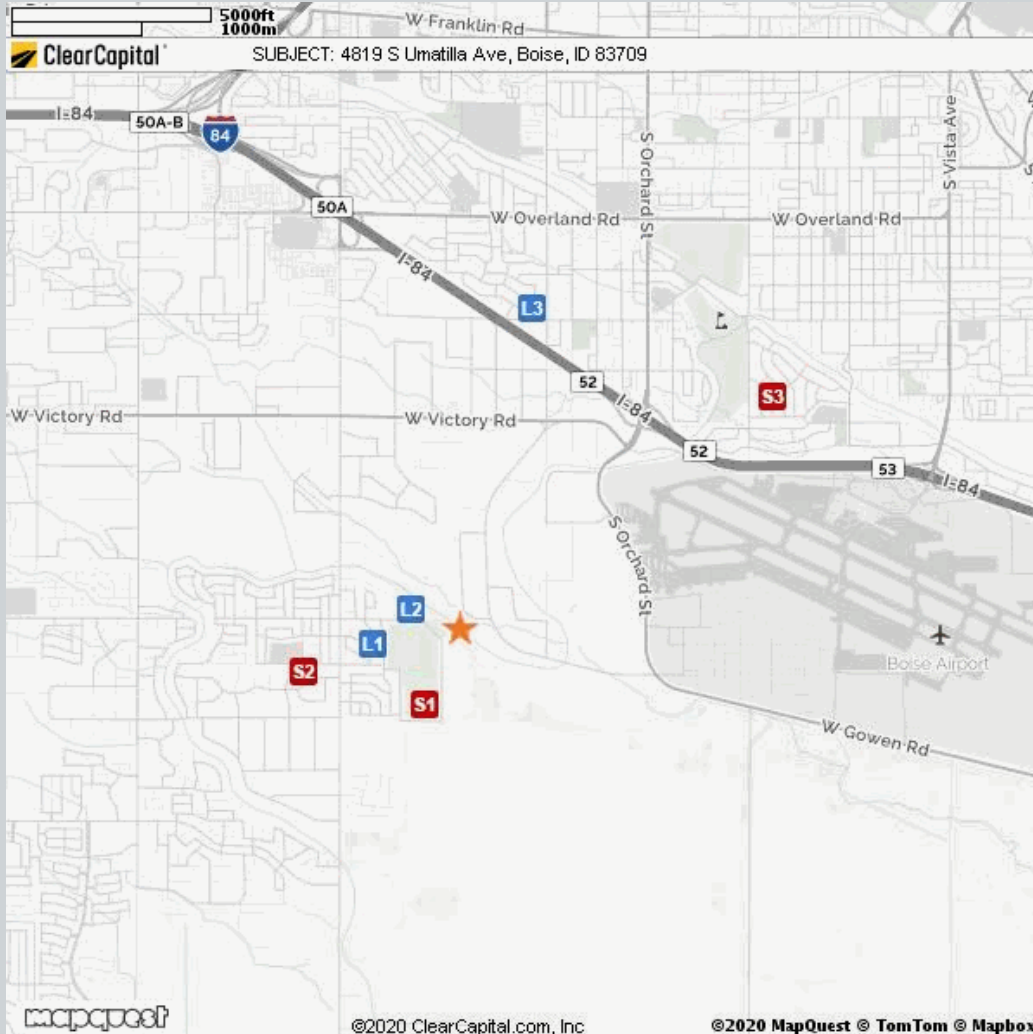 5000ft
1000m
W Franklin Rd
ClearCapital
SUBJECT: 4819 S Umatilla Ave, Boise, ID 83709
I-84
50A-B
84
50A
S Orchard St
S Vista Ave
W Overland Rd
W Overland Rd
I-84
L3
52
I-84
S3
W Victory Rd
W Victory Rd
52
53
I-84
S Orchard St
L2
L1
S2
S1
Boise Airport
W Gowen Rd
mapquest
©2020 ClearCapital.com, Inc
©2020 MapQuest © TomTom © Mapbo